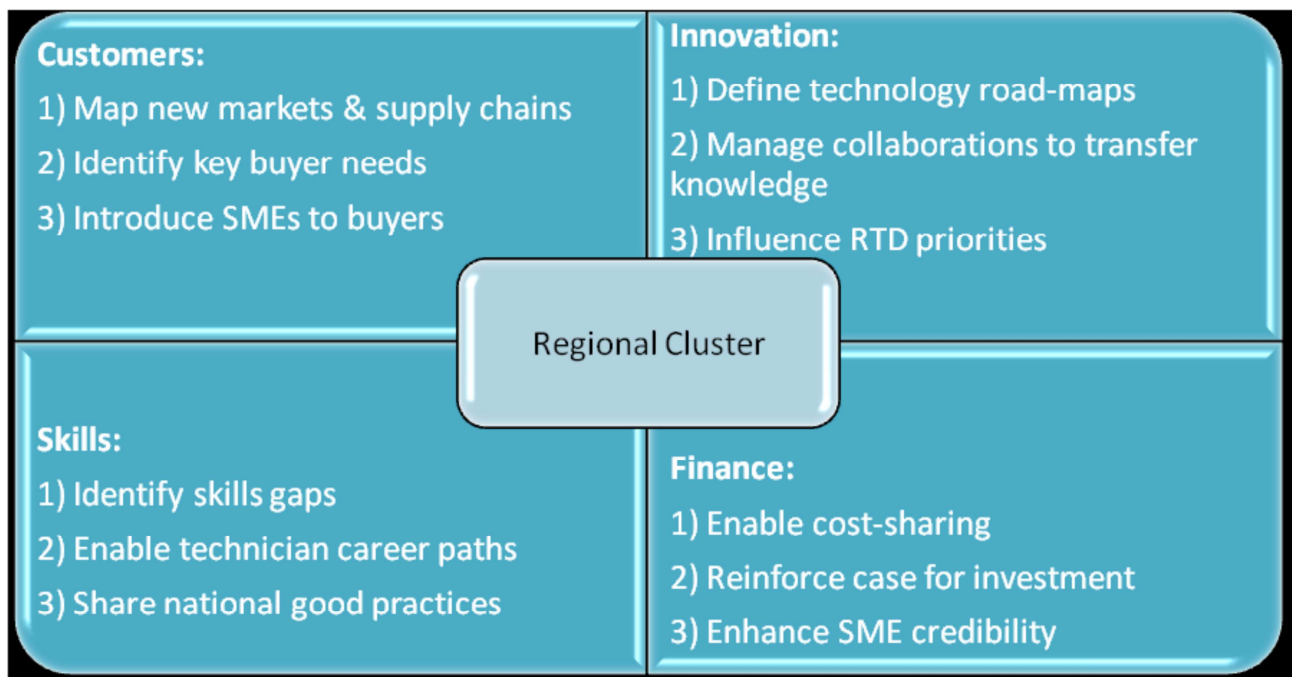 Customers:
1) Map new markets & supply chains
2) Identify key buyer needs
3) Introduce SMEs to buyers
Innovation:
1) Define technology road-maps
2) Manage collaborations to transfer
knowledge
3) Influence RTD priorities
Regional Cluster
Skills:
1) Identify skills gaps
2) Enable technician career paths
3) Share national good practices
Finance:
1) Enable cost-sharing
2) Reinforce case for investment
3) Enhance SME credibility